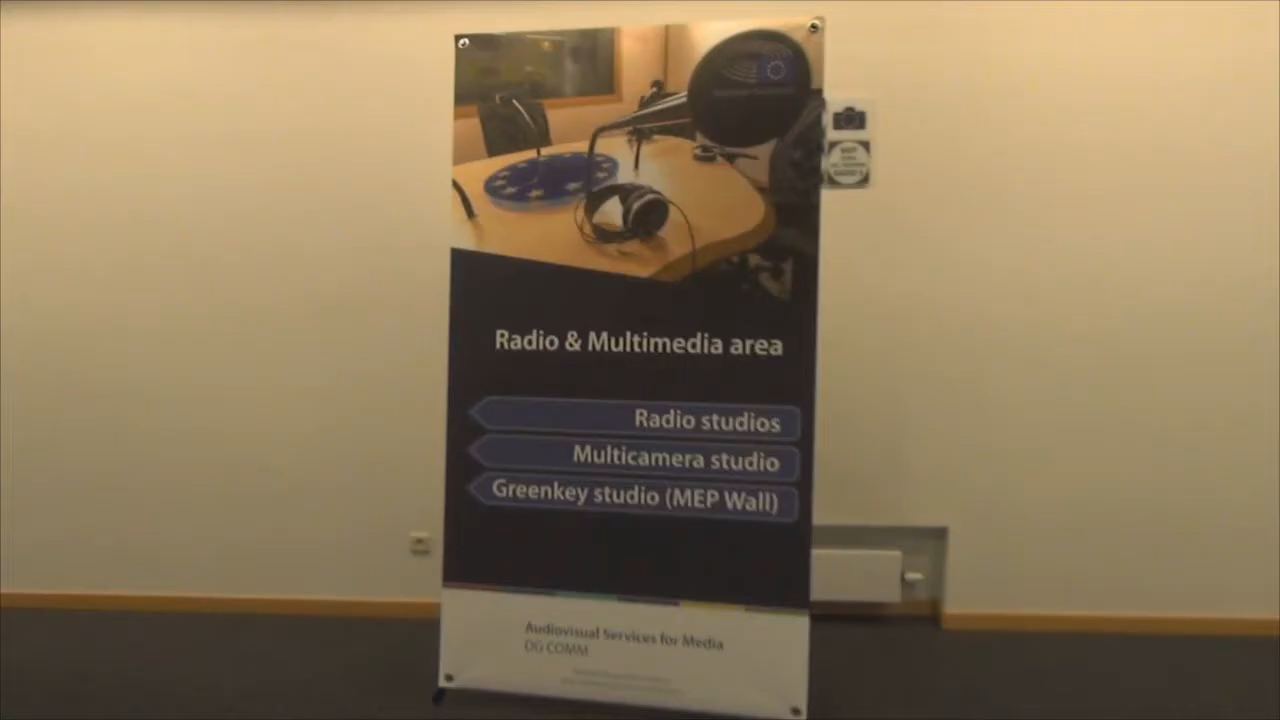 Radio & Multimedia area
Radio studios
Multicamera studio
Greenkey studio (MEP Wall)
Audiovisual Services for Media
DG COMM